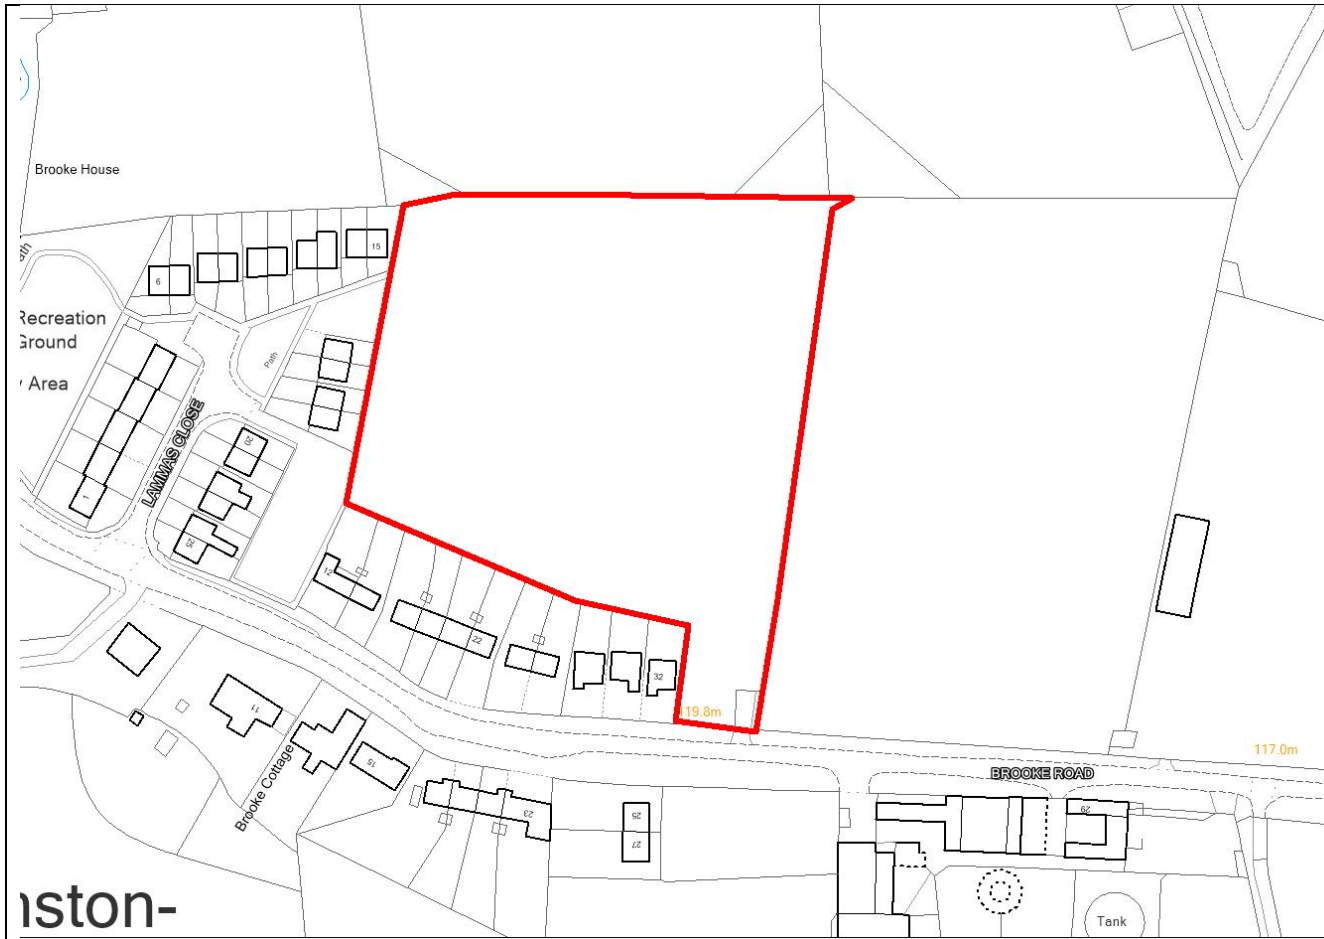 Brooke House
ath
15
6
Recreation
Ground
Path
Area
LAMMAS CLOSE
20
1
25
12
22
32
19.8m
11
117.0m
BROOKE ROAD
15
Brooke Cottage
23
25
27
29
nston-
Tank